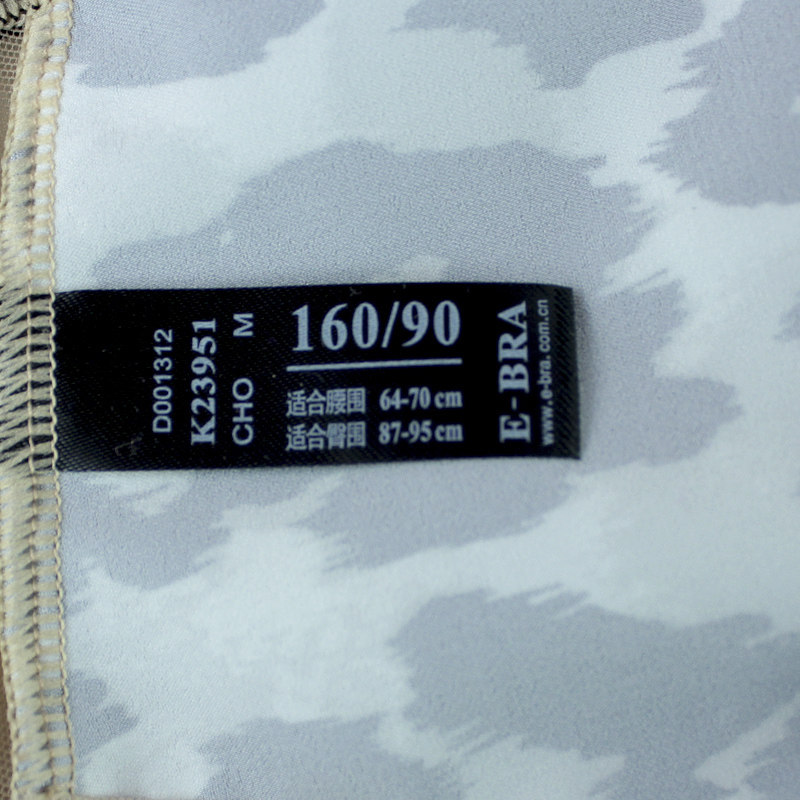 160/90
适合腰围 64-70 cm
适合臀围 87-95 cm
D001312
K23951
CHO M
E-BRA
www.e-bra.com.cn